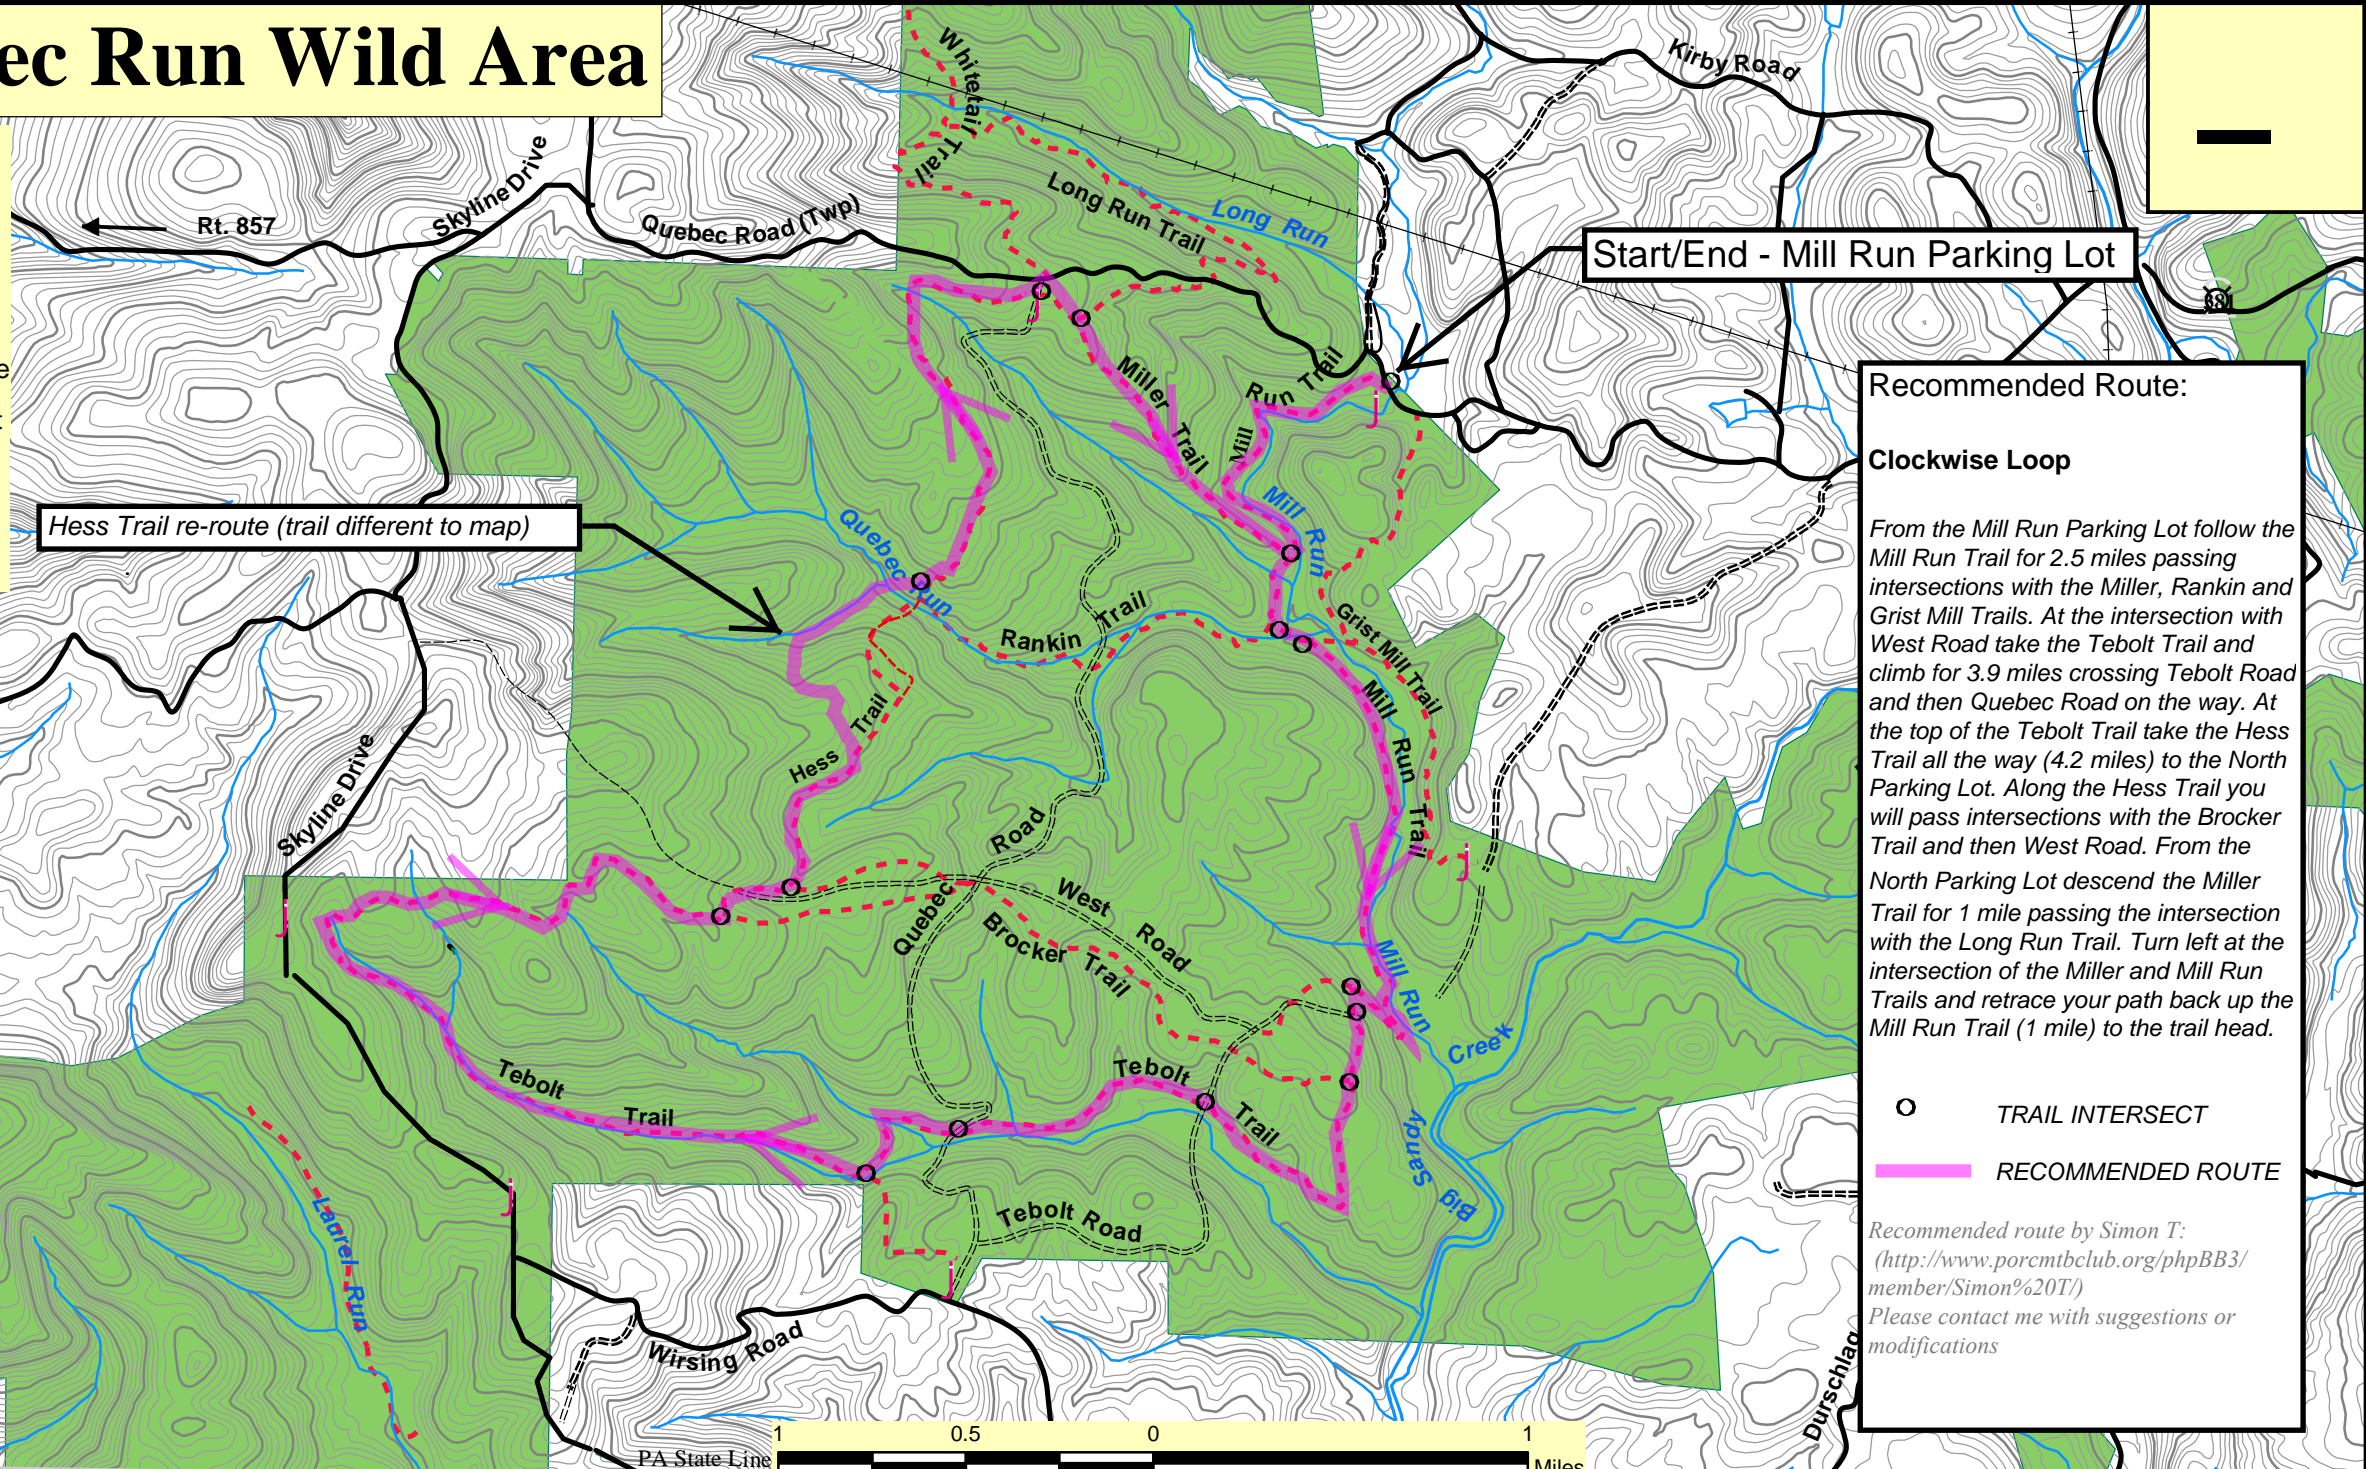 ec Run Wild Area
Rt. 857
Skyline Drive
Quebec Road (Twp)
Whitetail Trail
Long Run Trail
Long Run
Kirby Road
381
Start/End - Mill Run Parking Lot
Miller Trail
Mill Run Trail
Mill Run
Hess Trail re-route (trail different to map)
Quebec Run
Rankin Trail
Grist Mill Trail
Hess Trail
Mill Run Trail
Skyline Drive
Quebec Road
West Road
Brocker Trail
Mill Run
Big Sandy Creek
Tebolt Trail
Tebolt Trail
Tebolt Road
Laurel Run
Wirsing Road
Durschlag
PA State Line
1 0.5 0 1
Miles
Recommended Route:
Clockwise Loop
From the Mill Run Parking Lot follow the
Mill Run Trail for 2.5 miles passing
intersections with the Miller, Rankin and
Grist Mill Trails. At the intersection with
West Road take the Tebolt Trail and
climb for 3.9 miles crossing Tebolt Road
and then Quebec Road on the way. At
the top of the Tebolt Trail take the Hess
Trail all the way (4.2 miles) to the North
Parking Lot. Along the Hess Trail you
will pass intersections with the Brocker
Trail and then West Road. From the
North Parking Lot descend the Miller
Trail for 1 mile passing the intersection
with the Long Run Trail. Turn left at the
intersection of the Miller and Mill Run
Trails and retrace your path back up the
Mill Run Trail (1 mile) to the trail head.
TRAIL INTERSECT
RECOMMENDED ROUTE
Recommended route by Simon T:
(http://www.porcmtbclub.org/phpBB3/
member/Simon%20T/)
Please contact me with suggestions or
modifications